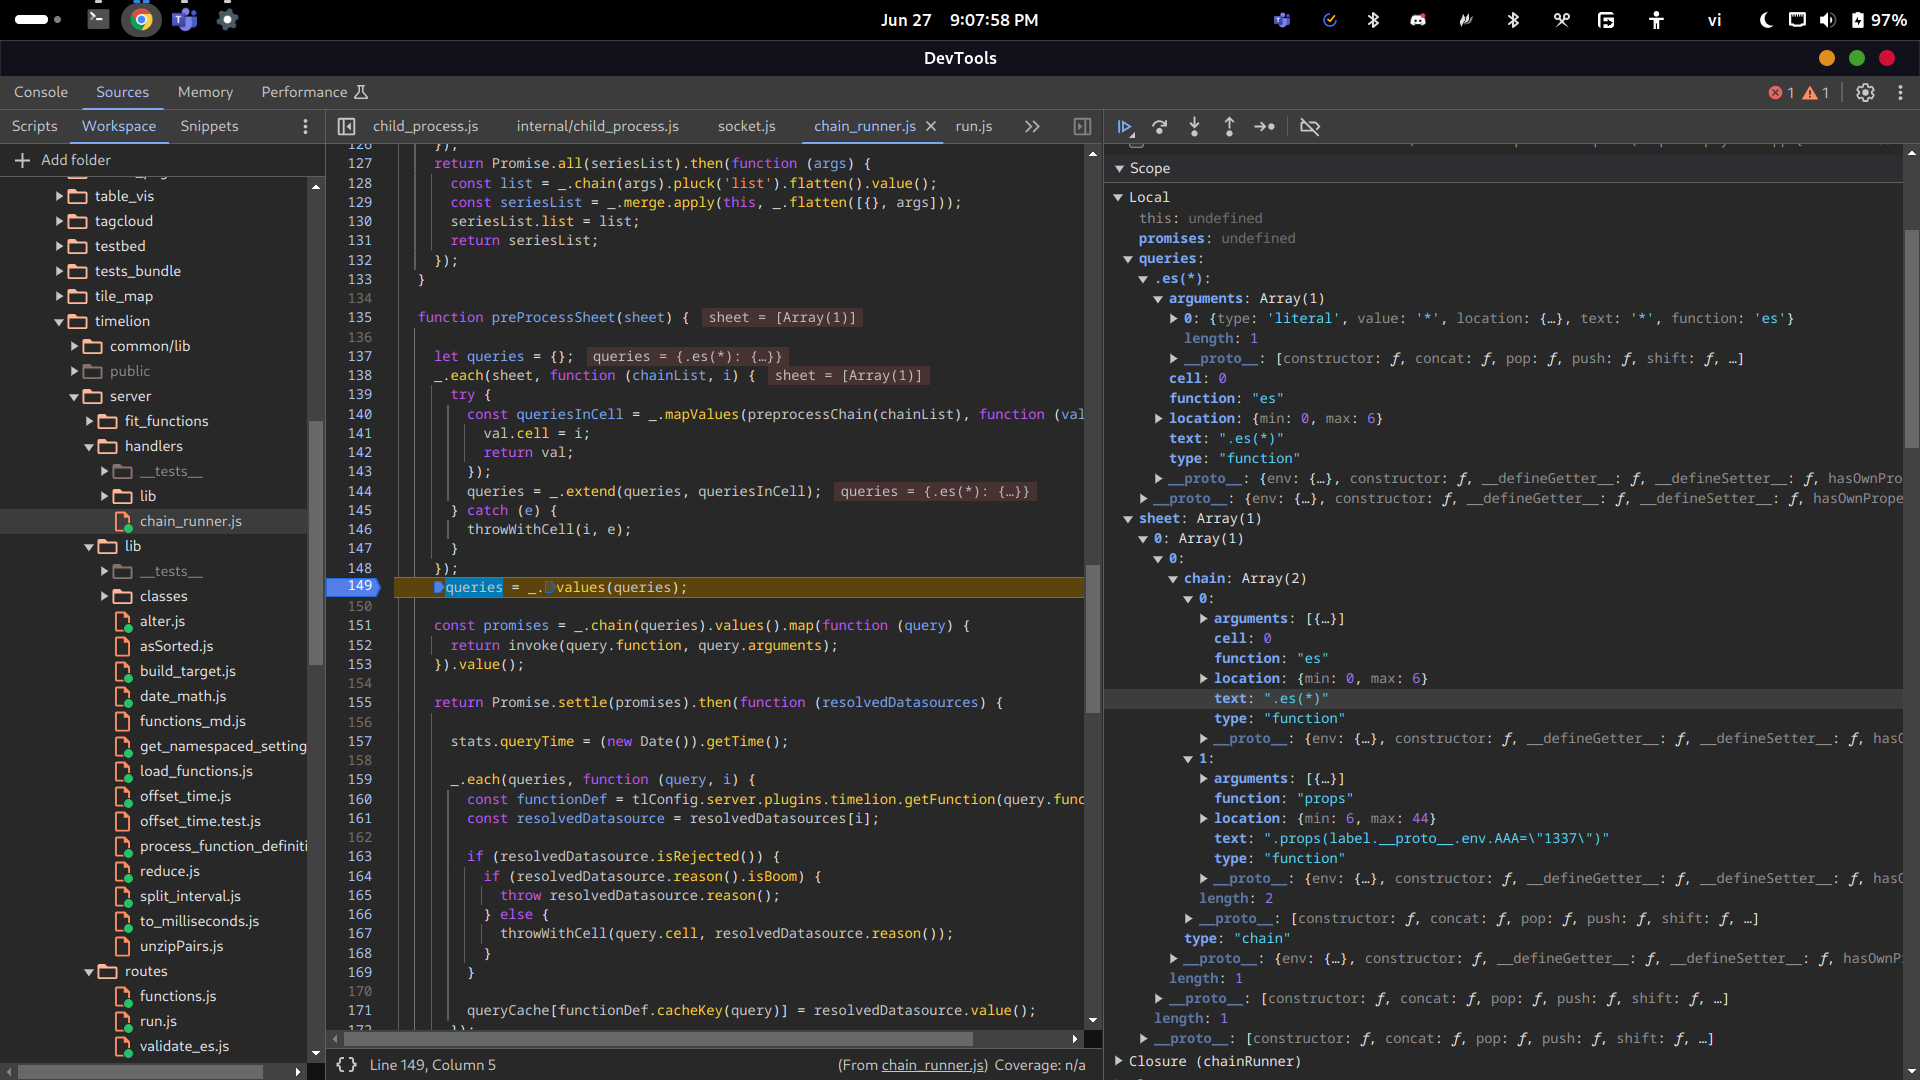 Jun 27 9:07:58 PM
vi
97%
DevTools
Console Sources Memory Performance
1 1
Scripts Workspace Snippets
child_process.js internal/child_process.js socket.js chain_runner.js run.js
Add folder
table_vis
tagcloud
testbed
tests_bundle
tile_map
timelion
common/lib
public
server
fit_functions
handlers
__tests__
lib
chain_runner.js
lib
__tests__
classes
alter.js
asSorted.js
build_target.js
date_math.js
functions_md.js
get_namespaced_setting
load_functions.js
offset_time.js
offset_time.test.js
process_function_definiti
reduce.js
split_interval.js
to_milliseconds.js
unzipPairs.js
routes
functions.js
run.js
validate_es.js
126 });
127 return Promise.all(seriesList).then(function (args) {
128 const list = _.chain(args).pluck('list').flatten().value();
129 const seriesList = _.merge.apply(this, _.flatten([{}, args]));
130 seriesList.list = list;
131 return seriesList;
132 });
133 }
134
135 function preProcessSheet(sheet) { sheet = [Array(1)]
136
137 let queries = {}; queries = {.es(*): {…}}
138 _.each(sheet, function (chainList, i) { sheet = [Array(1)]
139 try {
140 const queriesInCell = _.mapValues(preprocessChain(chainList), function (val
141 val.cell = i;
142 return val;
143 });
144 queries = _.extend(queries, queriesInCell); queries = {.es(*): {…}}
145 } catch (e) {
146 throwWithCell(i, e);
147 }
148 });
149 queries = _.values(queries);
150
151 const promises = _.chain(queries).values().map(function (query) {
152 return invoke(query.function, query.arguments);
153 }).value();
154
155 return Promise.settle(promises).then(function (resolvedDatasources) {
156
157 stats.queryTime = (new Date()).getTime();
158
159 _.each(queries, function (query, i) {
160 const functionDef = tlConfig.server.plugins.timelion.getFunction(query.func
161 const resolvedDatasource = resolvedDatasources[i];
162
163 if (resolvedDatasource.isRejected()) {
164 if (resolvedDatasource.reason().isBoom) {
165 throw resolvedDatasource.reason();
166 } else {
167 throwWithCell(query.cell, resolvedDatasource.reason());
168 }
169 }
170
171 queryCache[functionDef.cacheKey(query)] = resolvedDatasource.value();
172 });
{} Line 149, Column 5 (From chain_runner.js) Coverage: n/a
Scope
Local
this: undefined
promises: undefined
queries:
.es(*):
arguments: Array(1)
0: {type: 'literal', value: '*', location: {…}, text: '*', function: 'es'}
length: 1
__proto__: [constructor: ƒ, concat: ƒ, pop: ƒ, push: ƒ, shift: ƒ, …]
cell: 0
function: "es"
location: {min: 0, max: 6}
text: ".es(*)"
type: "function"
__proto__: {env: {…}, constructor: ƒ, __defineGetter__: ƒ, __defineSetter__: ƒ, hasOwnPro
__proto__: {env: {…}, constructor: ƒ, __defineGetter__: ƒ, __defineSetter__: ƒ, hasOwnPrope
sheet: Array(1)
0: Array(1)
0:
chain: Array(2)
0:
arguments: [{…}]
cell: 0
function: "es"
location: {min: 0, max: 6}
text: ".es(*)"
type: "function"
__proto__: {env: {…}, constructor: ƒ, __defineGetter__: ƒ, __defineSetter__: ƒ, hasO
1:
arguments: [{…}]
function: "props"
location: {min: 6, max: 44}
text: ".props(label.__proto__.env.AAA=\"1337\")"
type: "function"
__proto__: {env: {…}, constructor: ƒ, __defineGetter__: ƒ, __defineSetter__: ƒ, hasO
length: 2
__proto__: [constructor: ƒ, concat: ƒ, pop: ƒ, push: ƒ, shift: ƒ, …]
type: "chain"
__proto__: {env: {…}, constructor: ƒ, __defineGetter__: ƒ, __defineSetter__: ƒ, hasOwnP
length: 1
__proto__: [constructor: ƒ, concat: ƒ, pop: ƒ, push: ƒ, shift: ƒ, …]
length: 1
__proto__: [constructor: ƒ, concat: ƒ, pop: ƒ, push: ƒ, shift: ƒ, …]
Closure (chainRunner)